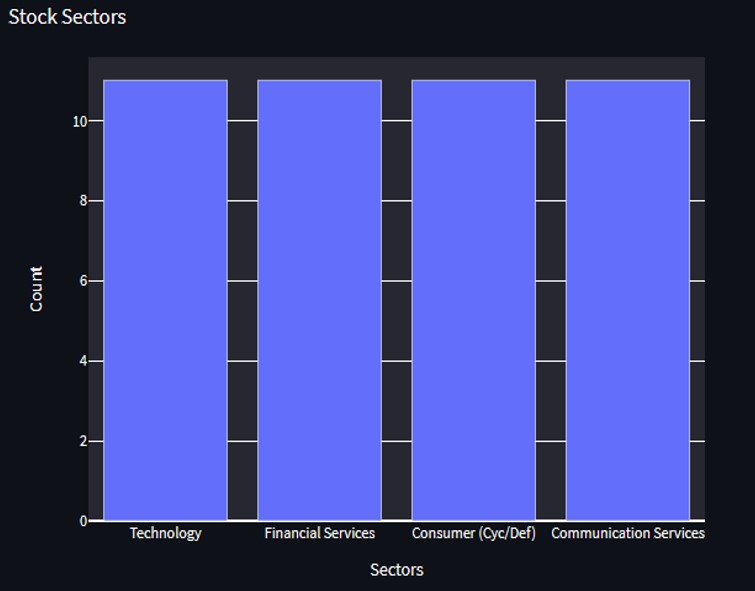 Stock Sectors
10
8
6
4
2
0
Count
Technology
Financial Services
Consumer (Cyc/Def)
Communication Services
Sectors